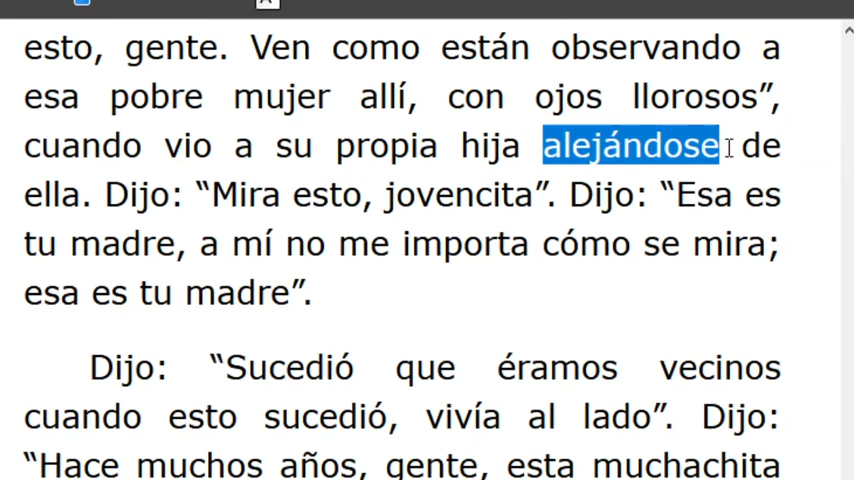 esto, gente. Ven como están observando a
esa pobre mujer allí, con ojos llorosos”,
cuando vio a su propia hija alejándose de
ella. Dijo: “Mira esto, jovencita”. Dijo: “Esa es
tu madre, a mí no me importa cómo se mira;
esa es tu madre”.
Dijo: “Sucedió que éramos vecinos
cuando esto sucedió, vivía al lado”. Dijo:
“Hace muchos años, gente, esta muchachita